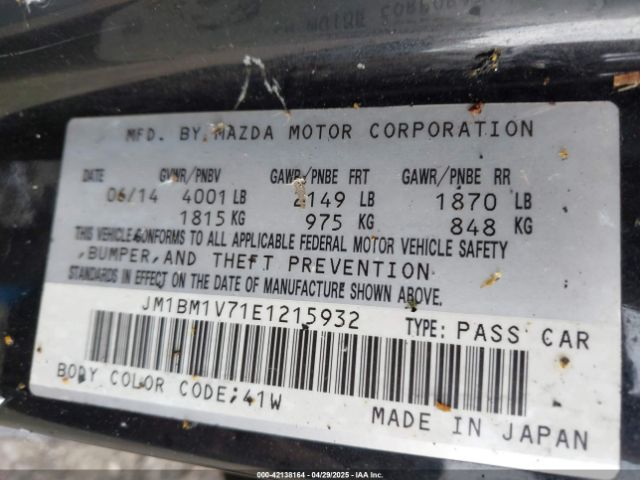 MFD. BY MAZDA MOTOR CORPORATION
DATE GVWR/PNBV GAWR/PNBE FRT GAWR/PNBE RR
06/14 4001 LB 2149 LB 1870 LB
1815 KG 975 KG 848 KG
THIS VEHICLE CONFORMS TO ALL APPLICABLE FEDERAL MOTOR VEHICLE SAFETY
,BUMPER,AND THEFT PREVENTION
STANDARDS IN EFFECT ON THE DATE OF MANUFACTURE SHOWN ABOVE.
JM1BM1V71E1215932 TYPE: PASS CAR
BODY COLOR CODE;41W
MADE IN JAPAN
000-42138164 - 04/29/2025 - IAA Inc.